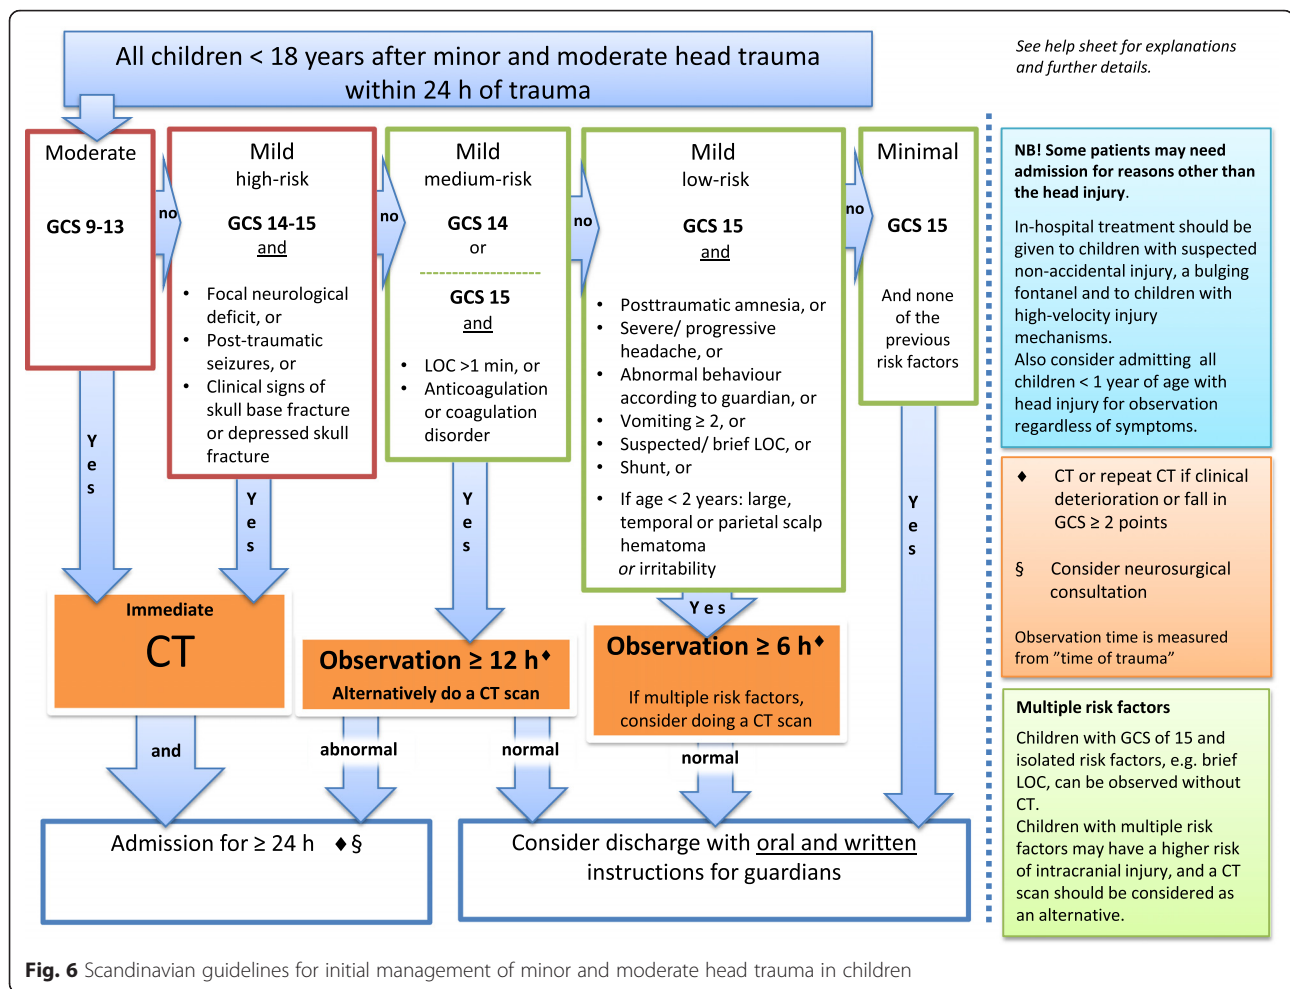 All children < 18 years after minor and moderate head trauma
within 24 h of trauma
See help sheet for explanations
and further details.
Moderate
GCS 9-13
no
Mild
high-risk
GCS 14-15
and
• Focal neurological
deficit, or
• Post-traumatic
seizures, or
• Clinical signs of
skull base fracture
or depressed skull
fracture
no
Mild
medium-risk
GCS 14
or
GCS 15
and
• LOC >1 min, or
• Anticoagulation
or coagulation
disorder
no
Mild
low-risk
GCS 15
and
• Posttraumatic amnesia, or
• Severe/ progressive
headache, or
• Abnormal behaviour
according to guardian, or
• Vomiting ≥ 2, or
• Suspected/ brief LOC, or
• Shunt, or
• If age < 2 years: large,
temporal or parietal scalp
hematoma
or irritability
no
Minimal
GCS 15
And none
of the
previous
risk factors
Yes
Yes
Yes
Yes
Yes
Immediate
CT
Observation ≥ 12 h♦
Alternatively do a CT scan
Observation ≥ 6 h♦
If multiple risk factors,
consider doing a CT scan
and
abnormal
normal
normal
Admission for ≥ 24 h ♦ §
Consider discharge with oral and written
instructions for guardians
NB! Some patients may need
admission for reasons other than
the head injury.
In-hospital treatment should be
given to children with suspected
non-accidental injury, a bulging
fontanel and to children with
high-velocity injury
mechanisms.
Also consider admitting all
children < 1 year of age with
head injury for observation
regardless of symptoms.
♦ CT or repeat CT if clinical
deterioration or fall in
GCS ≥ 2 points
§ Consider neurosurgical
consultation
Observation time is measured
from ”time of trauma”
Multiple risk factors
Children with GCS of 15 and
isolated risk factors, e.g. brief
LOC, can be observed without
CT.
Children with multiple risk
factors may have a higher risk
of intracranial injury, and a CT
scan should be considered as
an alternative.
Fig. 6 Scandinavian guidelines for initial management of minor and moderate head trauma in children